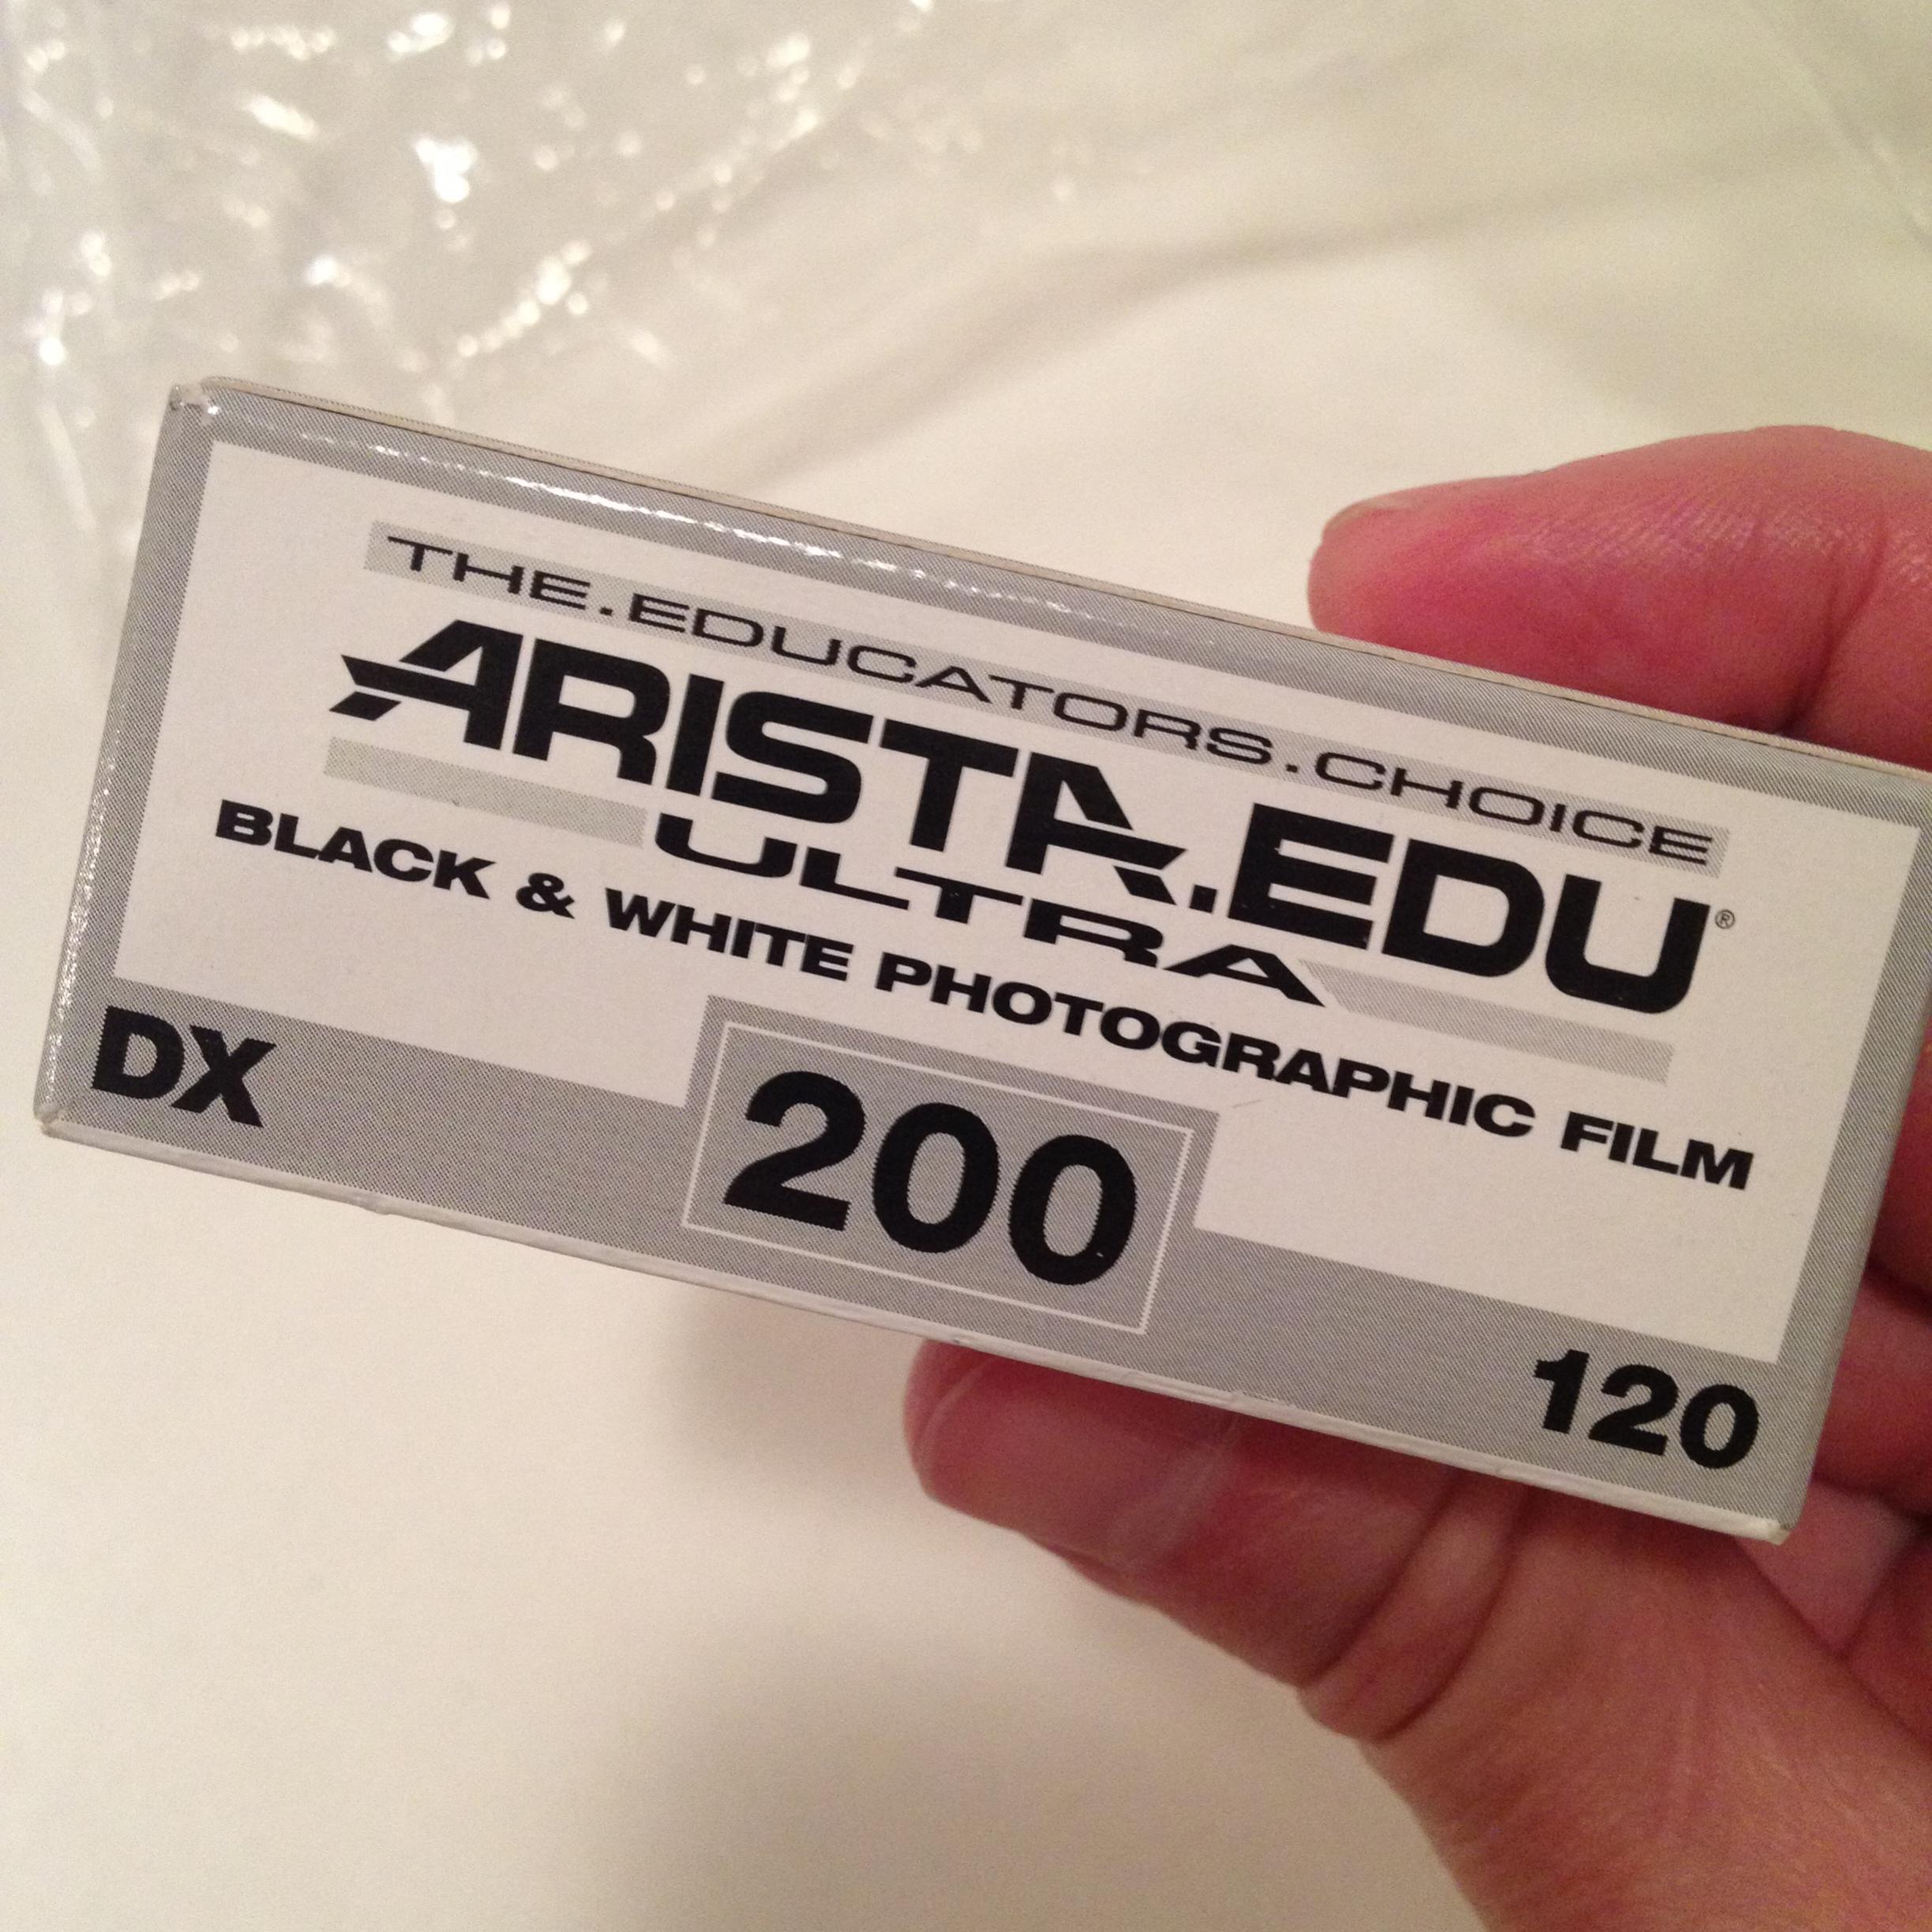 THE.EDUCATORS.CHOICE
ARISTA.EDU®
ULTRA
BLACK & WHITE PHOTOGRAPHIC FILM
DX
200
120